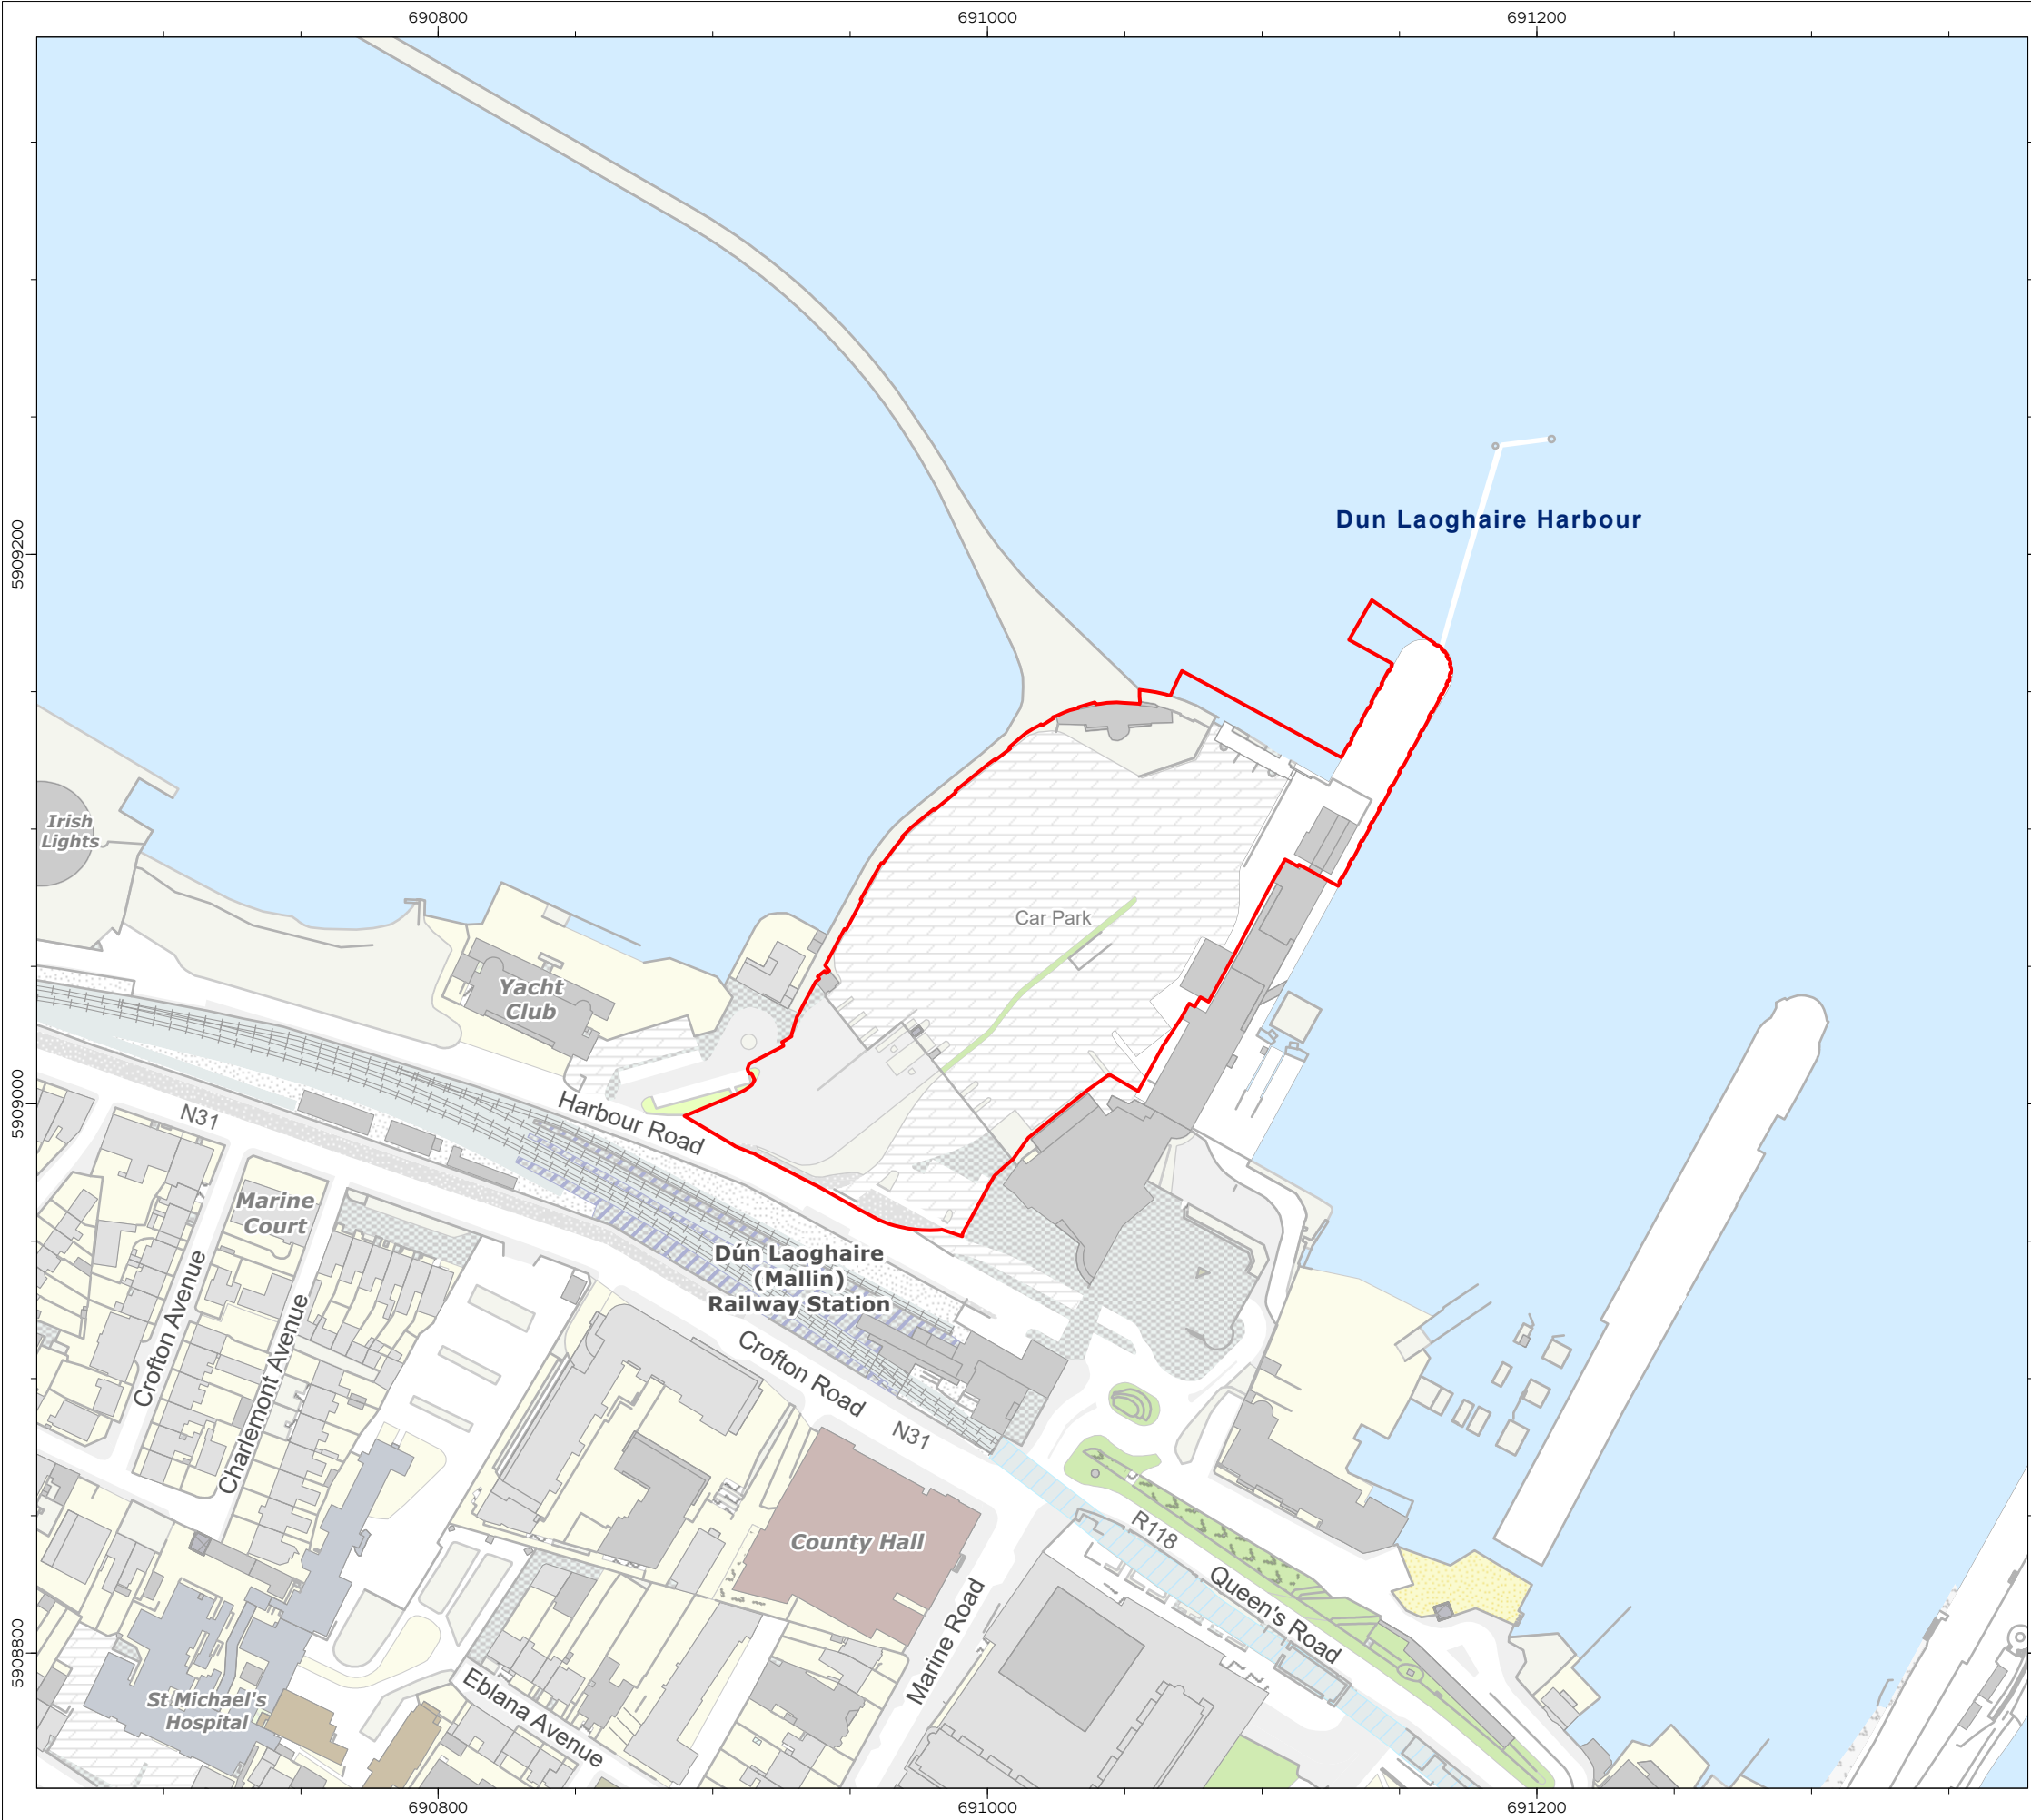 690800
691000
691200
5909200
Dun Laoghaire Harbour
Irish
Lights
Car Park
Yacht
Club
5909000
Harbour Road
N31
Marine
Court
Dún Laoghaire
(Mallin)
Railway Station
Crofton Avenue
Charlemont Avenue
Crofton Road
N31
County Hall
R118
Queen's Road
Marine Road
5908800
St Michael's
Hospital
Eblana Avenue
690800
691000
691200